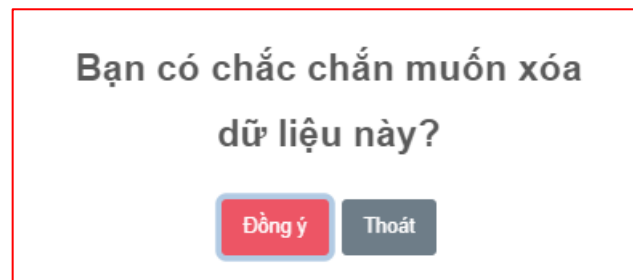 Bạn có chắc chắn muốn xóa
dữ liệu này?
Đồng ý Thoát